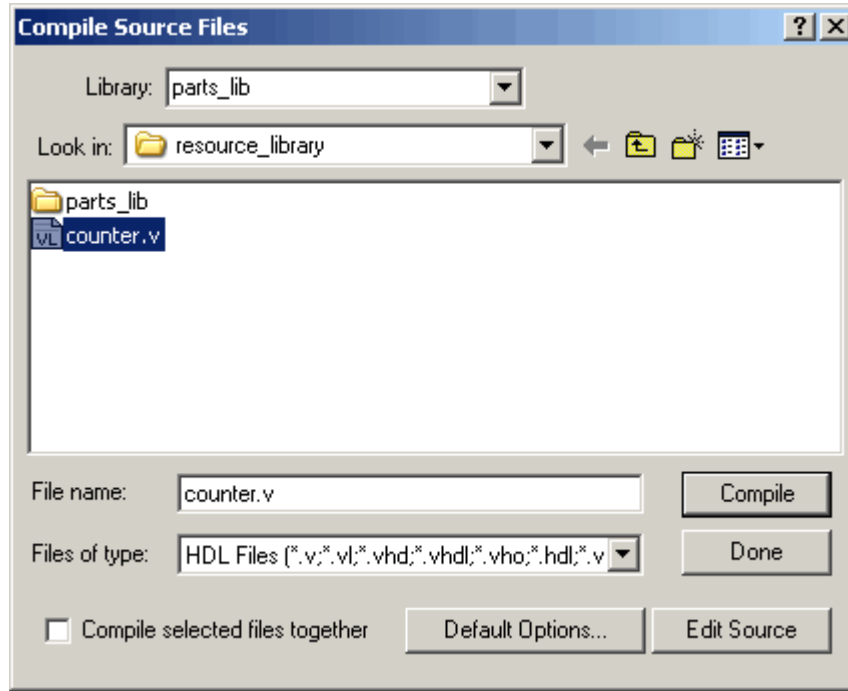 Compile Source Files
Library: parts_lib
Look in: resource_library
parts_lib
VL counter.v
File name: counter.v Compile
Files of type: HDL Files (*.v;*.vl;*.vhd;*.vhdl;*.vho;*.hdl;*.v Done
Compile selected files together Default Options... Edit Source